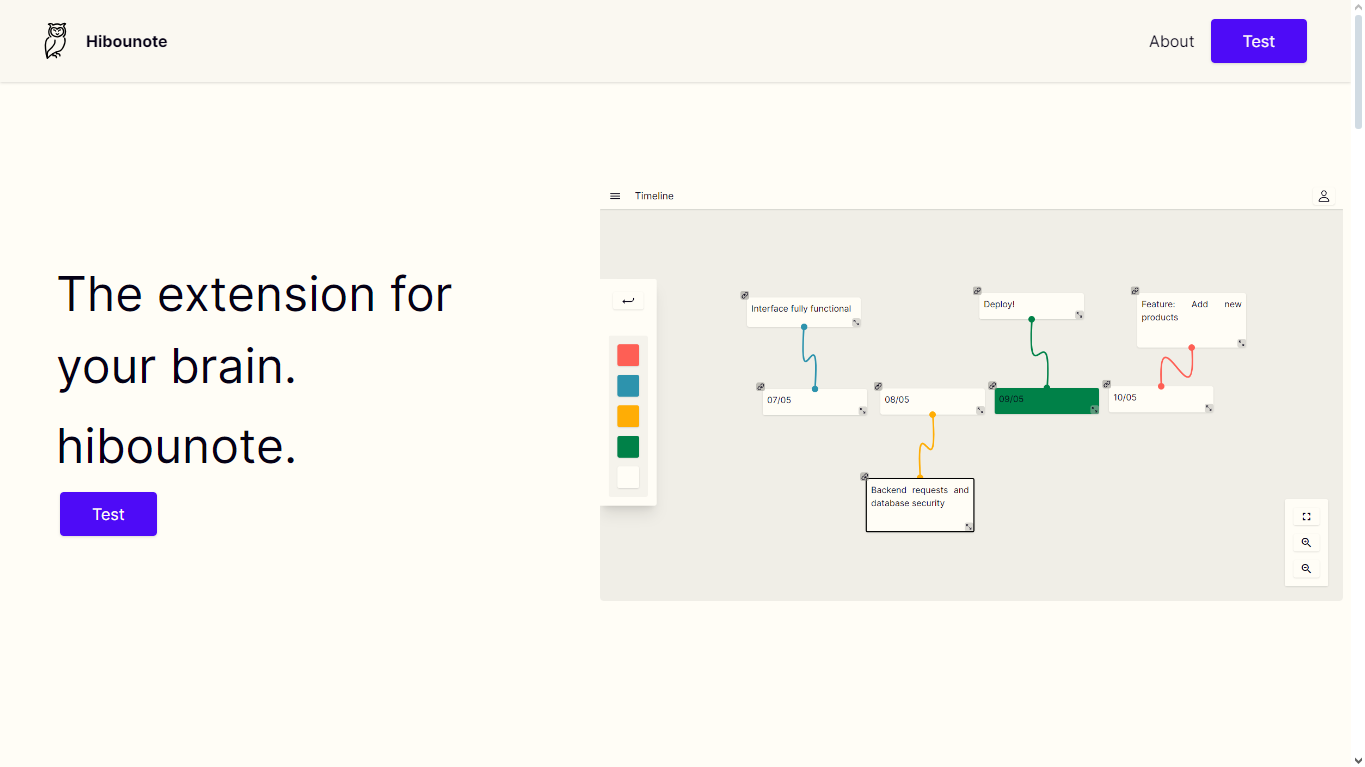 Hibounote
About
Test
Timeline
The extension for
your brain.
hibounote.
Test
Interface fully functional
Deploy!
Feature: Add new
products
07/05
08/05
09/05
10/05
Backend requests and
database security